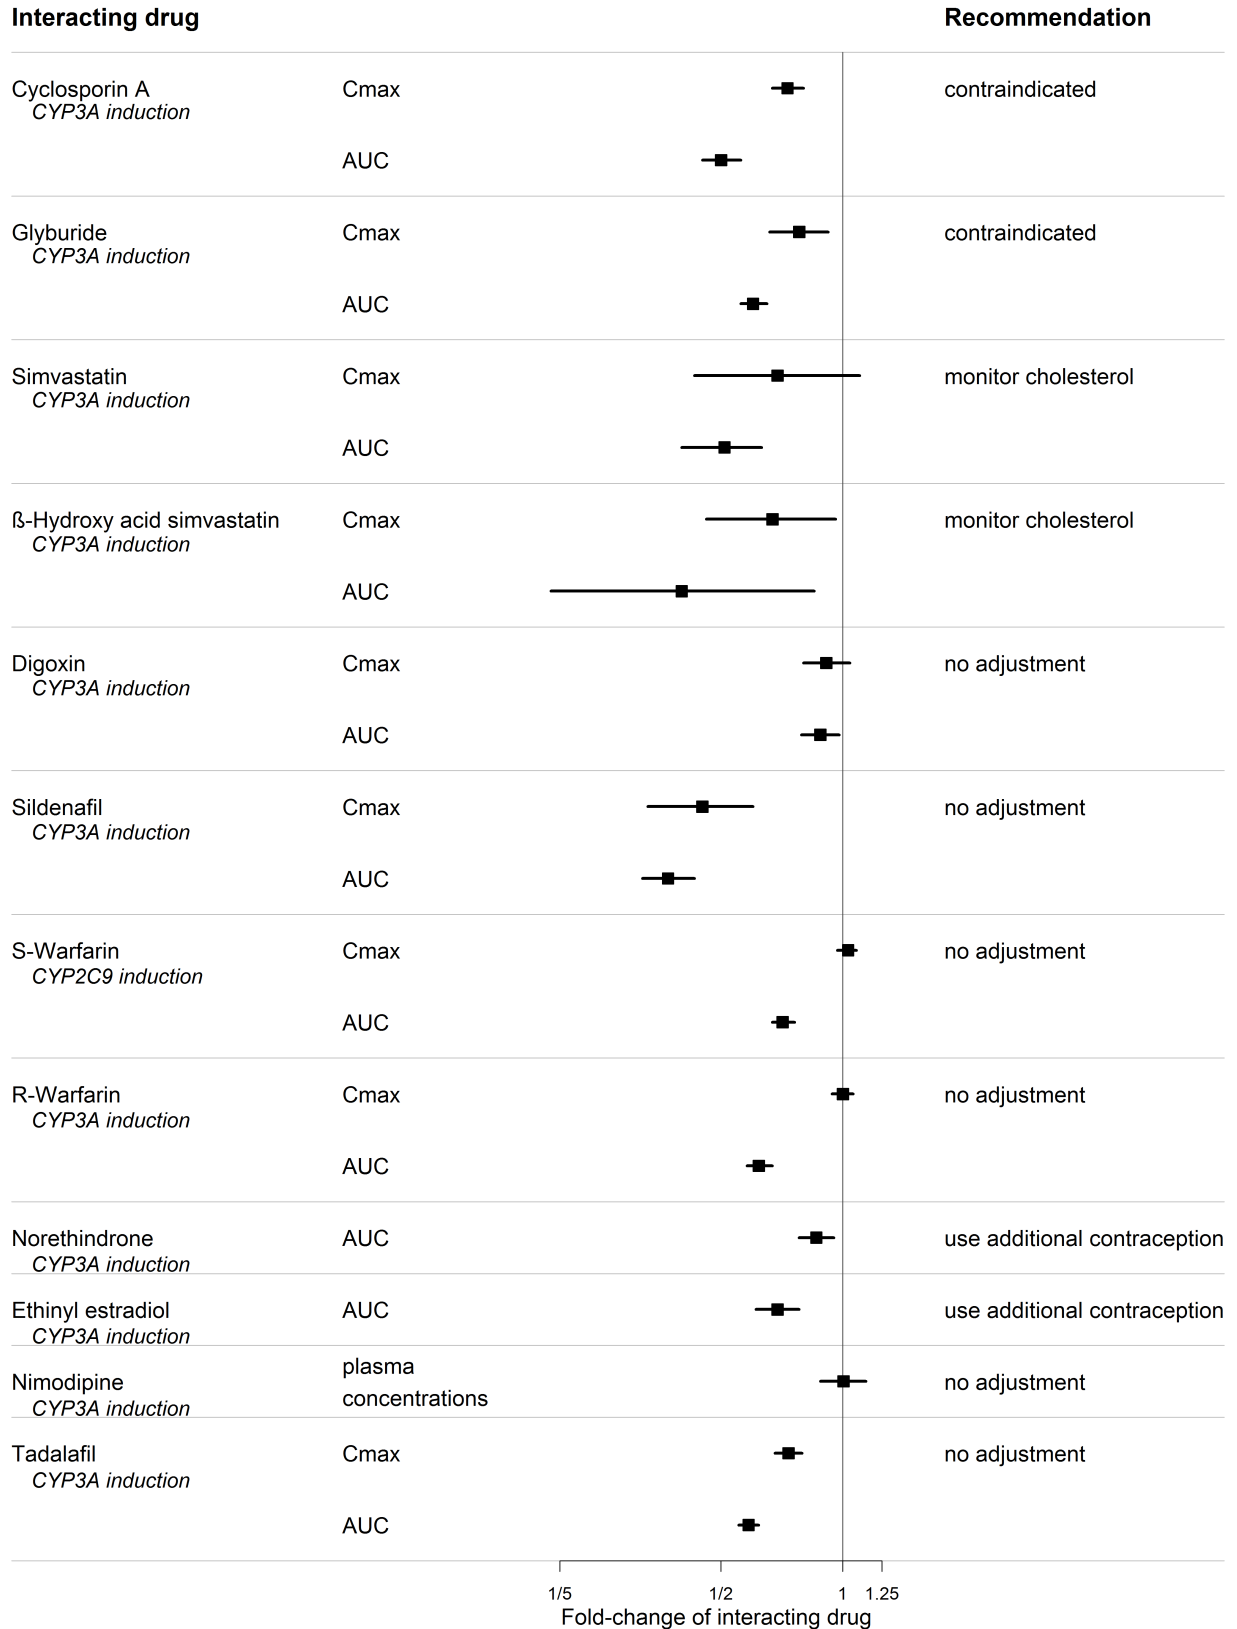 Interacting drug Recommendation
Cyclosporin A Cmax contraindicated
CYP3A induction
AUC
Glyburide Cmax contraindicated
CYP3A induction
AUC
Simvastatin Cmax monitor cholesterol
CYP3A induction
AUC
ß-Hydroxy acid simvastatin Cmax monitor cholesterol
CYP3A induction
AUC
Digoxin Cmax no adjustment
CYP3A induction
AUC
Sildenafil Cmax no adjustment
CYP3A induction
AUC
S-Warfarin Cmax no adjustment
CYP2C9 induction
AUC
R-Warfarin Cmax no adjustment
CYP3A induction
AUC
Norethindrone AUC use additional contraception
CYP3A induction
Ethinyl estradiol AUC use additional contraception
CYP3A induction
plasma
Nimodipine no adjustment
concentrations
CYP3A induction
Tadalafil Cmax no adjustment
CYP3A induction
AUC
1/5 1/2 1 1.25
Fold-change of interacting drug